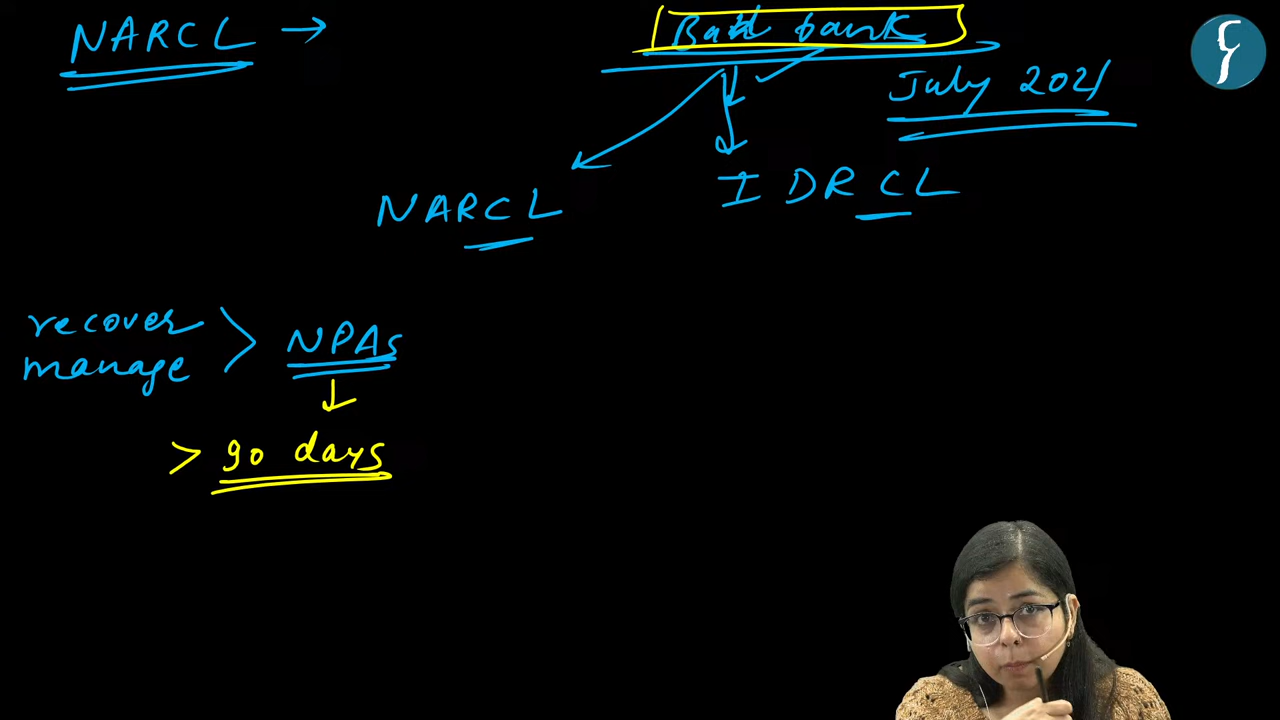 NARCL →
Bad bank
July 2021
NARCL
IDRCL
recover
manage > NPAs
> 90 days